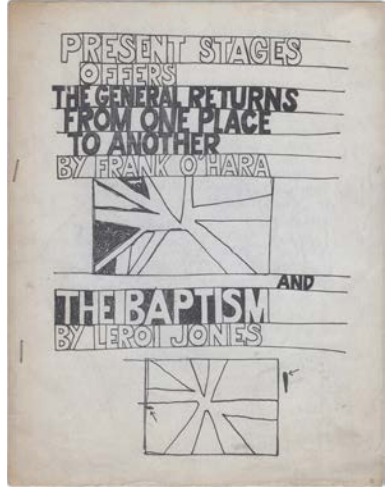 PRESENT STAGES
OFFERS
THE GENERAL RETURNS
FROM ONE PLACE
TO ANOTHER
BY FRANK O'HARA
AND
THE BAPTISM
BY LEROI JONES